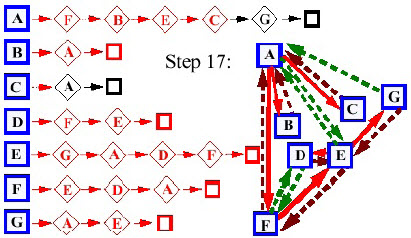 A F B E C G
B A
Step 17:
C A
D F E
E G A D F
F E D A
G A E
A
G
C
B
D E
F